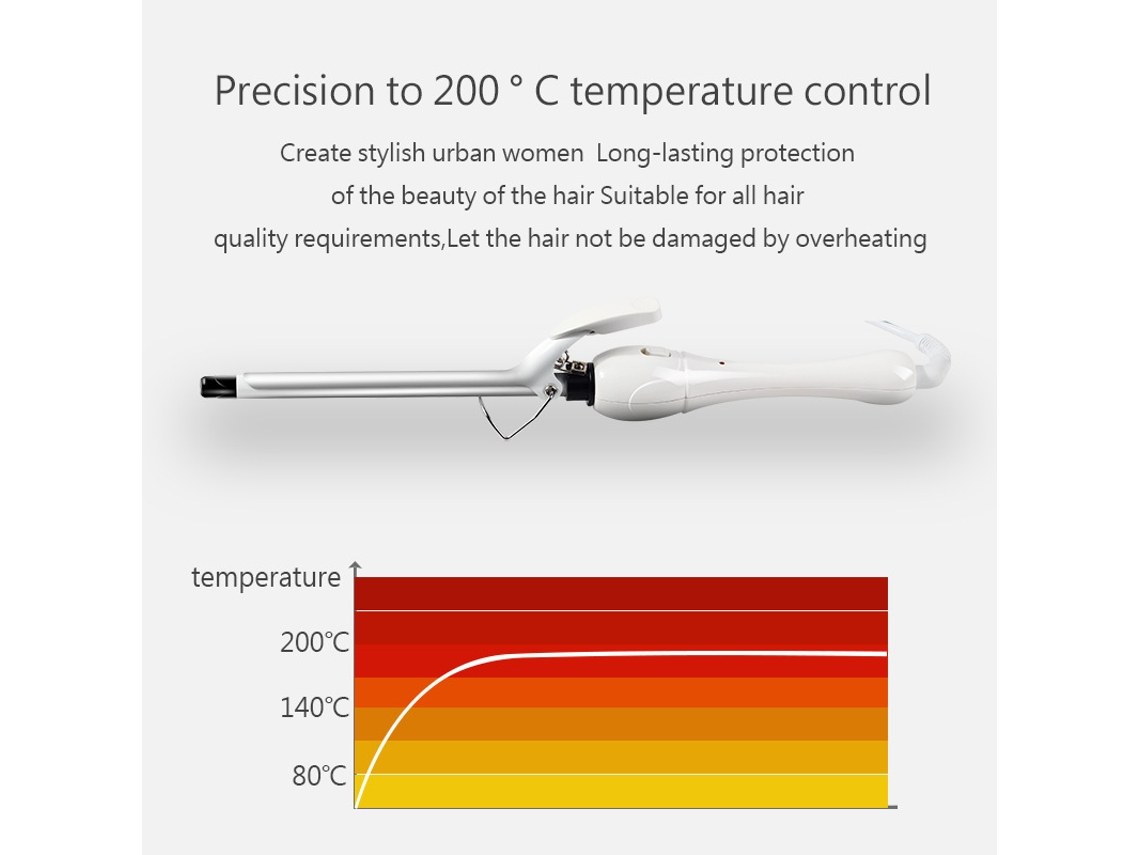 Precision to 200 ° C temperature control
Create stylish urban women  Long-lasting protection
of the beauty of the hair Suitable for all hair
quality requirements,Let the hair not be damaged by overheating
temperature
200℃
140℃
80℃